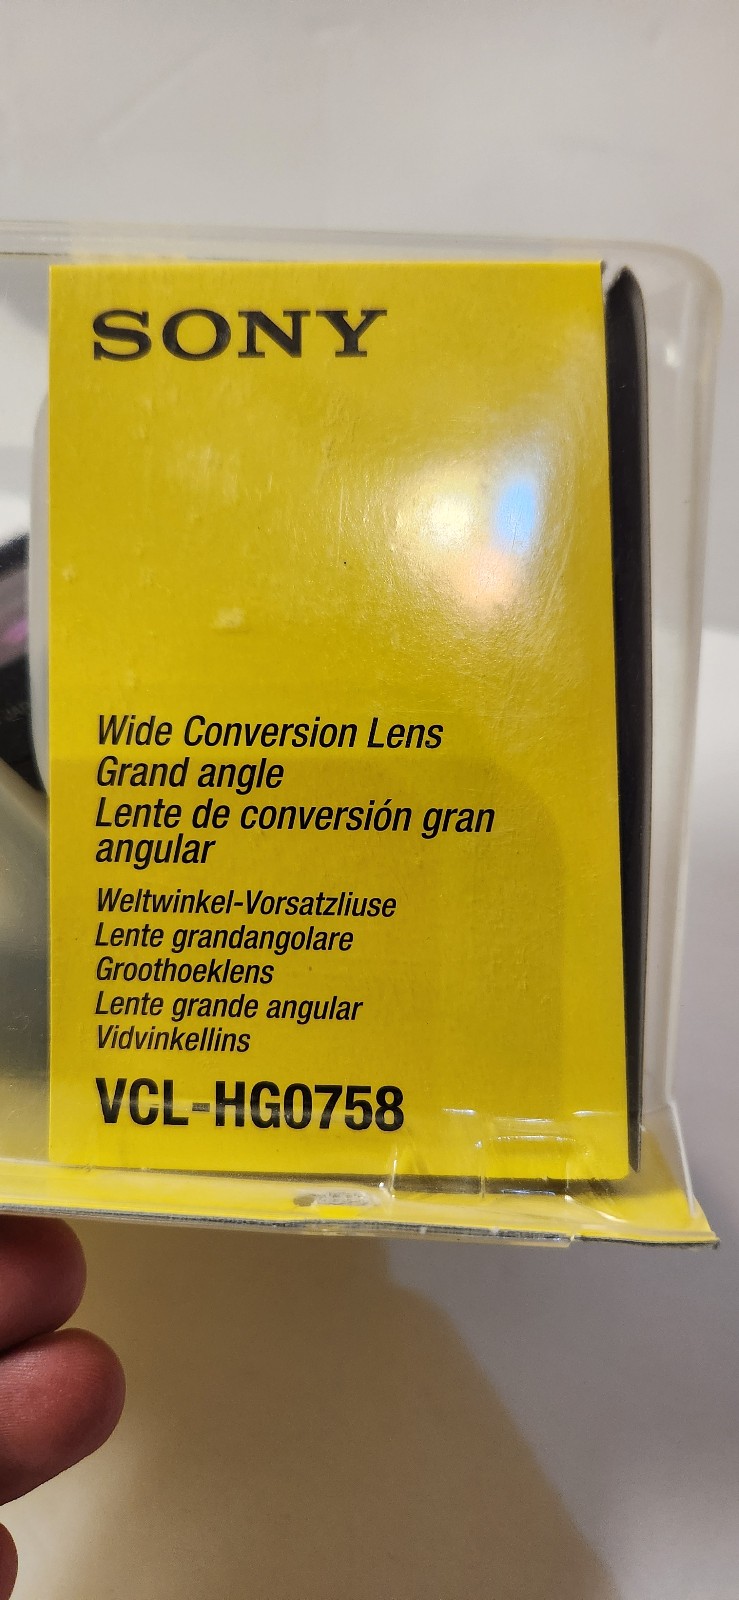 SONY
Wide Conversion Lens
Grand angle
Lente de conversión gran
angular
Weltwinkel-Vorsatzliuse
Lente grandangolare
Groothoeklens
Lente grande angular
Vidvinkellins
VCL-HG0758